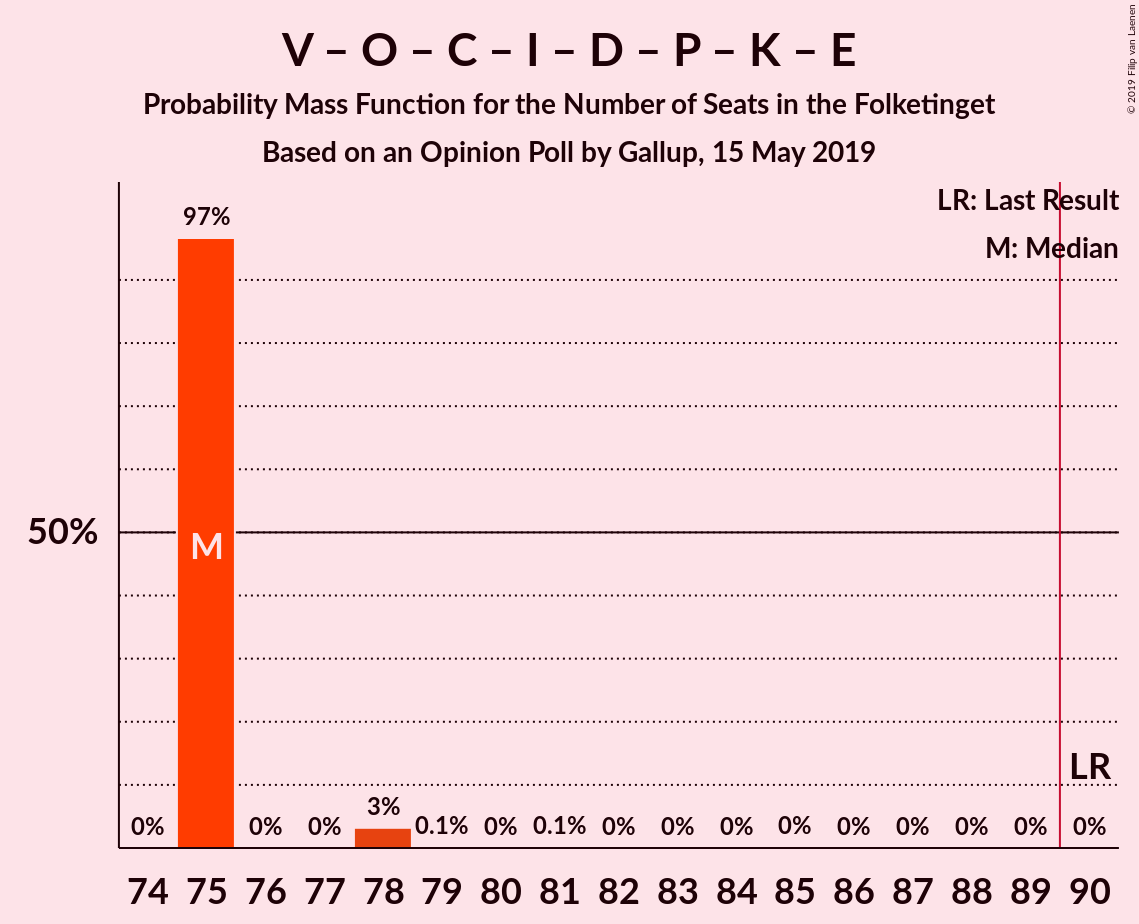 V – O – C – I – D – P – K – E
Probability Mass Function for the Number of Seats in the Folketinget
Based on an Opinion Poll by Gallup, 15 May 2019
© 2019 Filip van Laenen
LR: Last Result
M: Median
97%
50%
M
LR
0% 0% 0% 3% 0.1% 0% 0.1% 0% 0% 0% 0% 0% 0% 0% 0% 0%
74 75 76 77 78 79 80 81 82 83 84 85 86 87 88 89 90